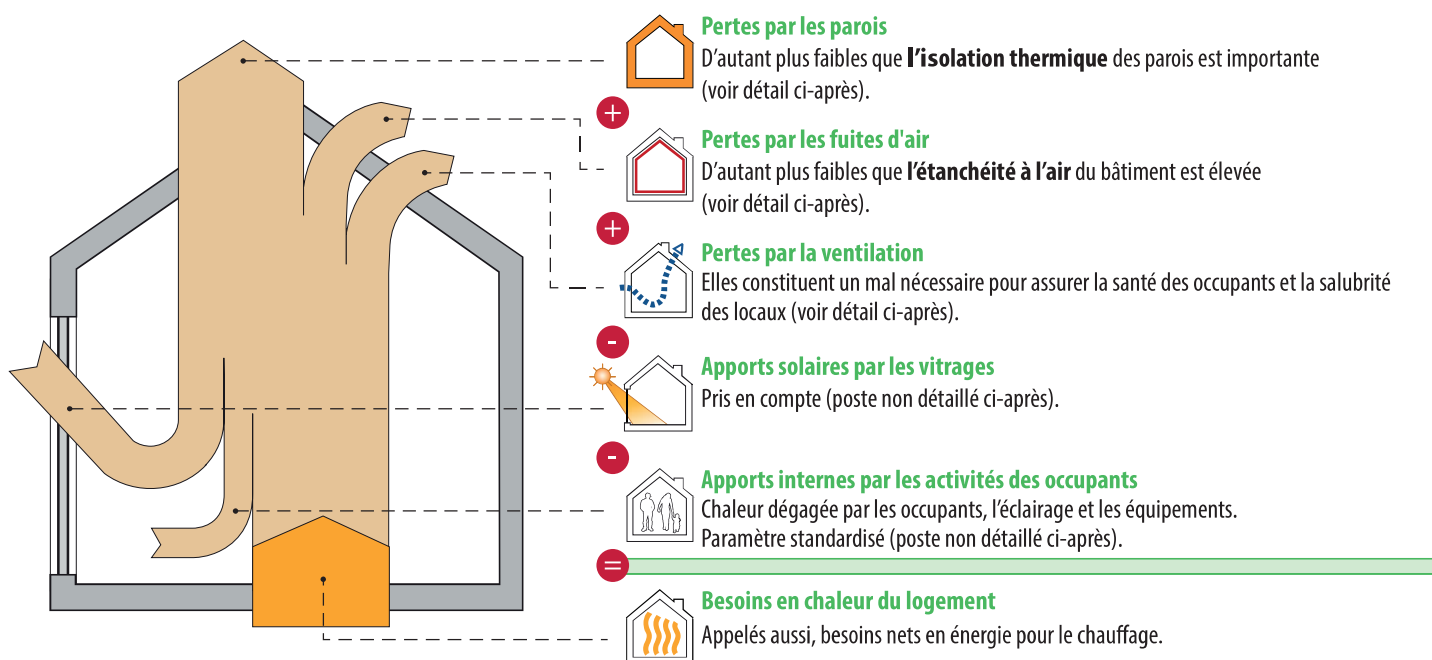 Pertes par les parois
D'autant plus faibles que l'isolation thermique des parois est importante
(voir détail ci-après).
+
Pertes par les fuites d'air
D'autant plus faibles que l'étanchéité à l'air du bâtiment est élevée
(voir détail ci-après).
+
Pertes par la ventilation
Elles constituent un mal nécessaire pour assurer la santé des occupants et la salubrité
des locaux (voir détail ci-après).
-
Apports solaires par les vitrages
Pris en compte (poste non détaillé ci-après).
-
Apports internes par les activités des occupants
Chaleur dégagée par les occupants, l'éclairage et les équipements.
Paramètre standardisé (poste non détaillé ci-après).
=
Besoins en chaleur du logement
Appelés aussi, besoins nets en énergie pour le chauffage.